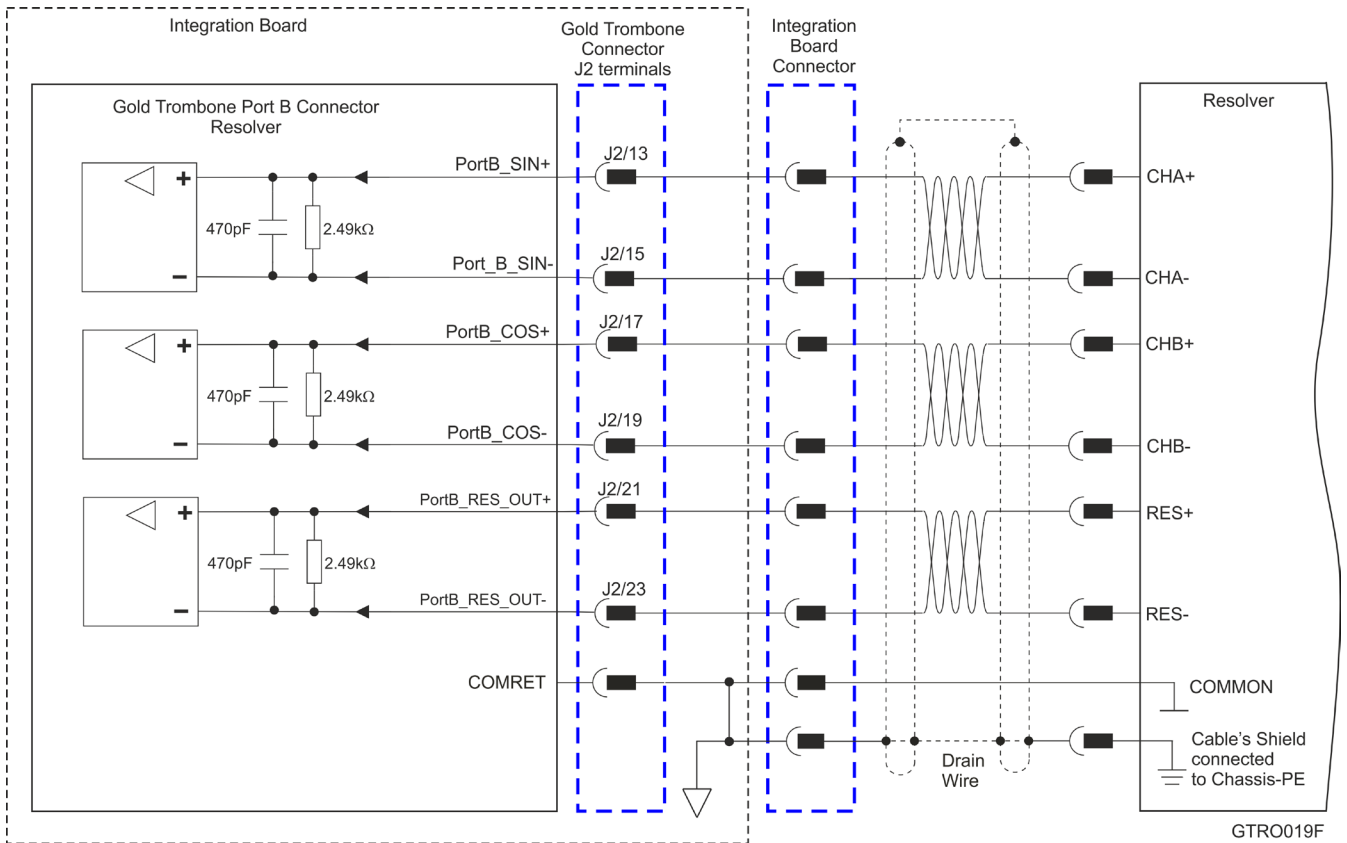 Integration Board
Gold Trombone
Connector
J2 terminals
Integration
Board
Connector
Gold Trombone Port B Connector
Resolver
Resolver
PortB_SIN+
J2/13
CHA+
+
470pF
2.49kΩ
Port_B_SIN-
J2/15
CHA-
−
PortB_COS+
J2/17
CHB+
+
470pF
2.49kΩ
PortB_COS-
J2/19
CHB-
−
PortB_RES_OUT+
J2/21
RES+
+
470pF
2.49kΩ
PortB_RES_OUT-
J2/23
RES-
−
COMRET
COMMON
Drain
Wire
Cable's Shield
connected
to Chassis-PE
GTRO019F